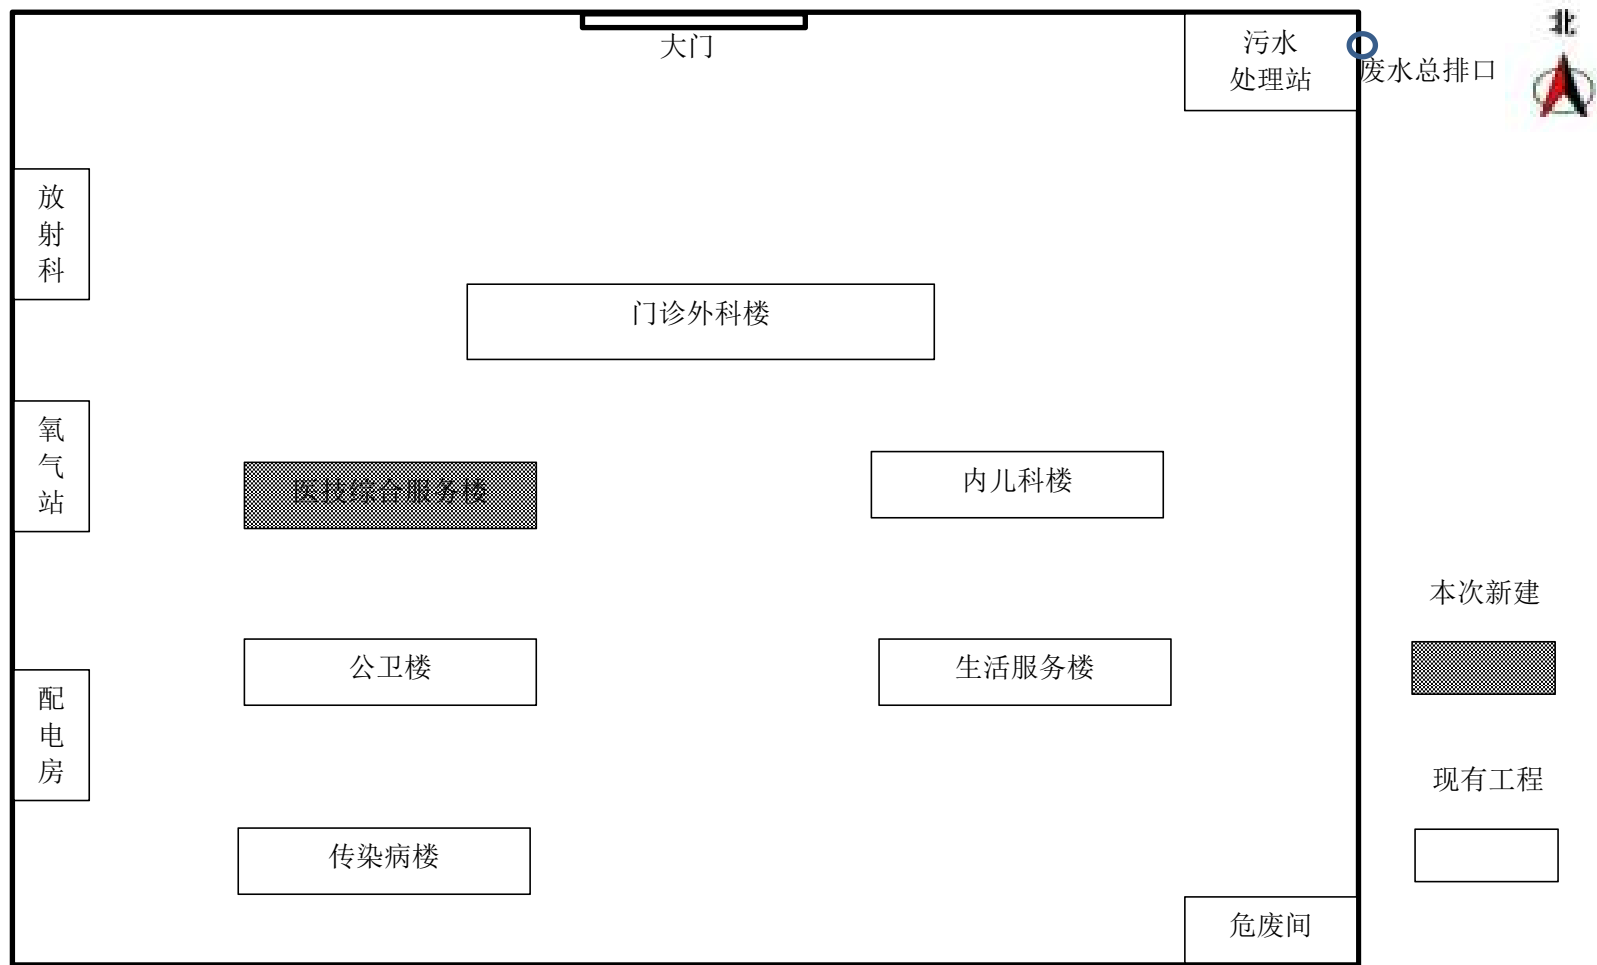 北
大门
污水
处理站
废水总排口
放
射
科
门诊外科楼
氧
气
站
医技综合服务楼
内儿科楼
本次新建
公卫楼
生活服务楼
配
电
房
现有工程
传染病楼
危废间